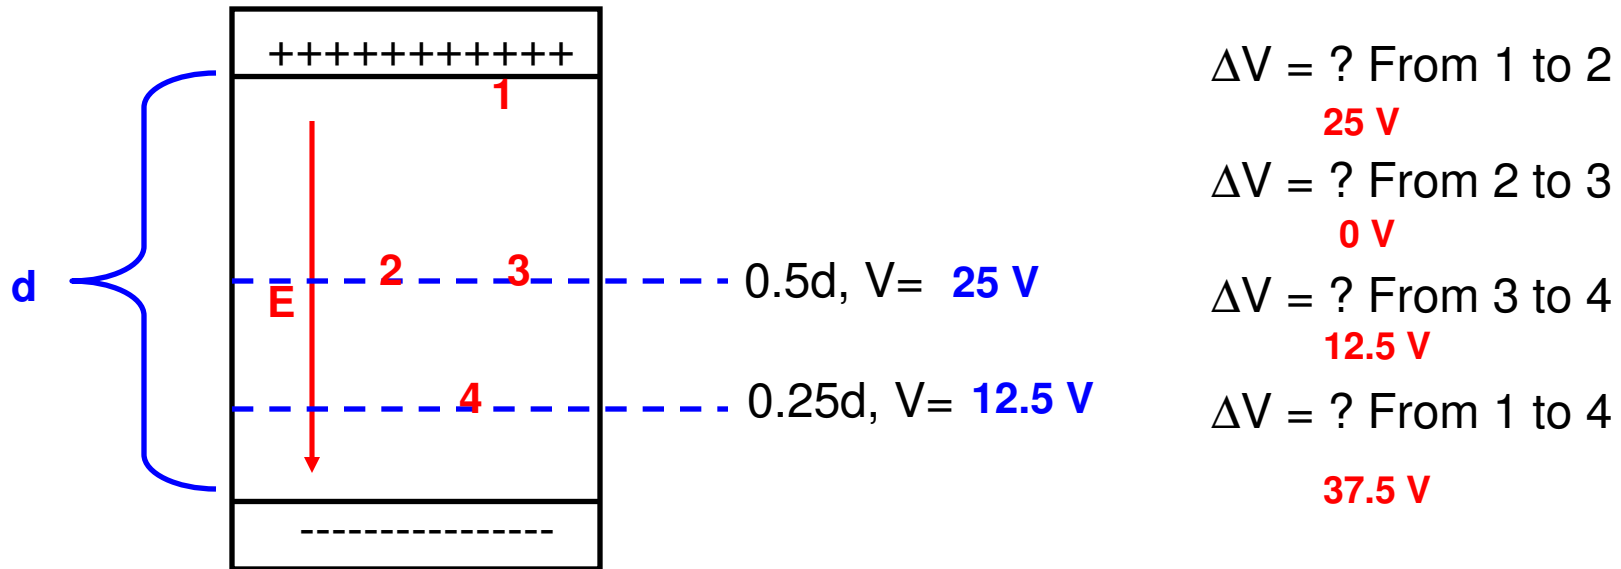 +++++++++++
1
d
E
2
3
4
----------------
0.5d, V= 25 V
0.25d, V= 12.5 V
ΔV = ? From 1 to 2
25 V
ΔV = ? From 2 to 3
0 V
ΔV = ? From 3 to 4
12.5 V
ΔV = ? From 1 to 4
37.5 V